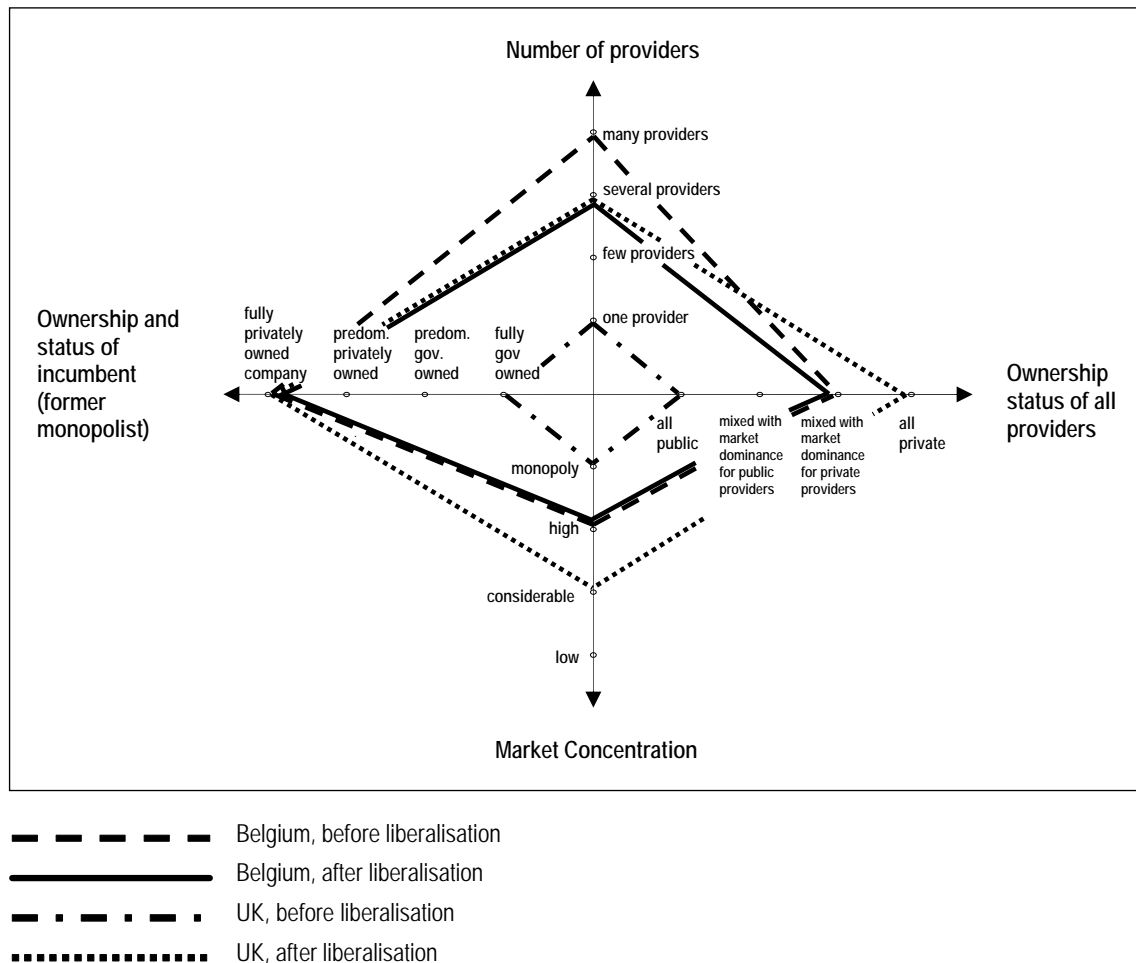 Number of providers
many providers
several providers
few providers
one provider
Ownership and
status of
incumbent
(former
monopolist)
fully
privately
owned
company
predom.
privately
owned
predom.
gov.
owned
fully
gov
owned
all
public
mixed with
market
dominance
for public
providers
mixed with
market
dominance
for private
providers
all
private
Ownership
status of all
providers
monopoly
high
considerable
low
Market Concentration
Belgium, before liberalisation
Belgium, after liberalisation
UK, before liberalisation
UK, after liberalisation